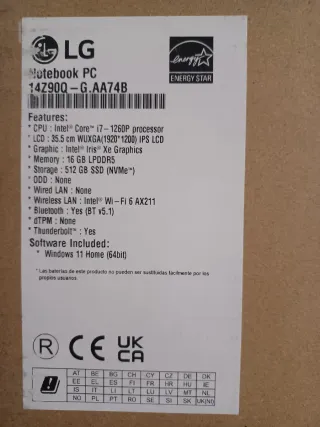 LG
energy
ENERGY STAR
Notebook PC
14Z90Q-G.AA74B
Features:
* CPU : Intel® Core™ i7-1260P processor
* LCD : 35.5 cm WUXGA(1920*1200) IPS LCD
* Graphic : Intel® Iris® Xe Graphics
* Memory : 16 GB LPDDR5
* Storage : 512 GB SSD (NVMe™)
* ODD : None
* Wired LAN : None
* Wireless LAN : Intel® Wi-Fi 6 AX211
* Bluetooth : Yes (BT v5.1)
* dTPM : None
* Thunderbolt™ : Yes
Software Included:
* Windows 11 Home (64bit)
* Las baterías de este producto no pueden ser sustituidas fácilmente por los
propios usuarios.
R CE UK
CA
AT BE BG CH CY CZ DE DK
EE EL ES FI FR HR HU IE
IS IT LI LT LU LV MT NL
NO PL PT RO SE SI SK UK(NI)